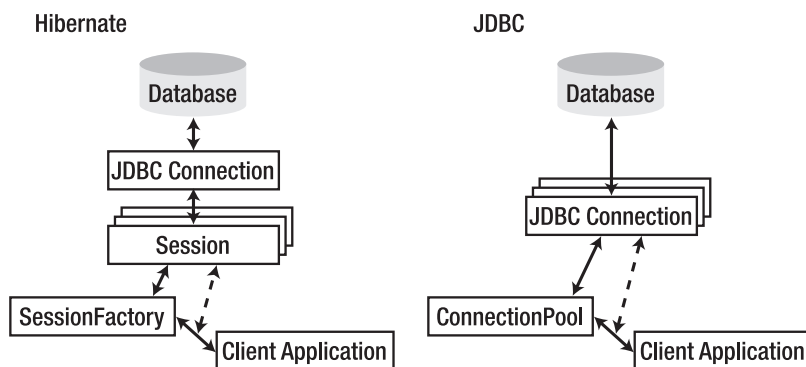 Hibernate
Database
JDBC Connection
Session
SessionFactory
Client Application
JDBC
Database
JDBC Connection
ConnectionPool
Client Application